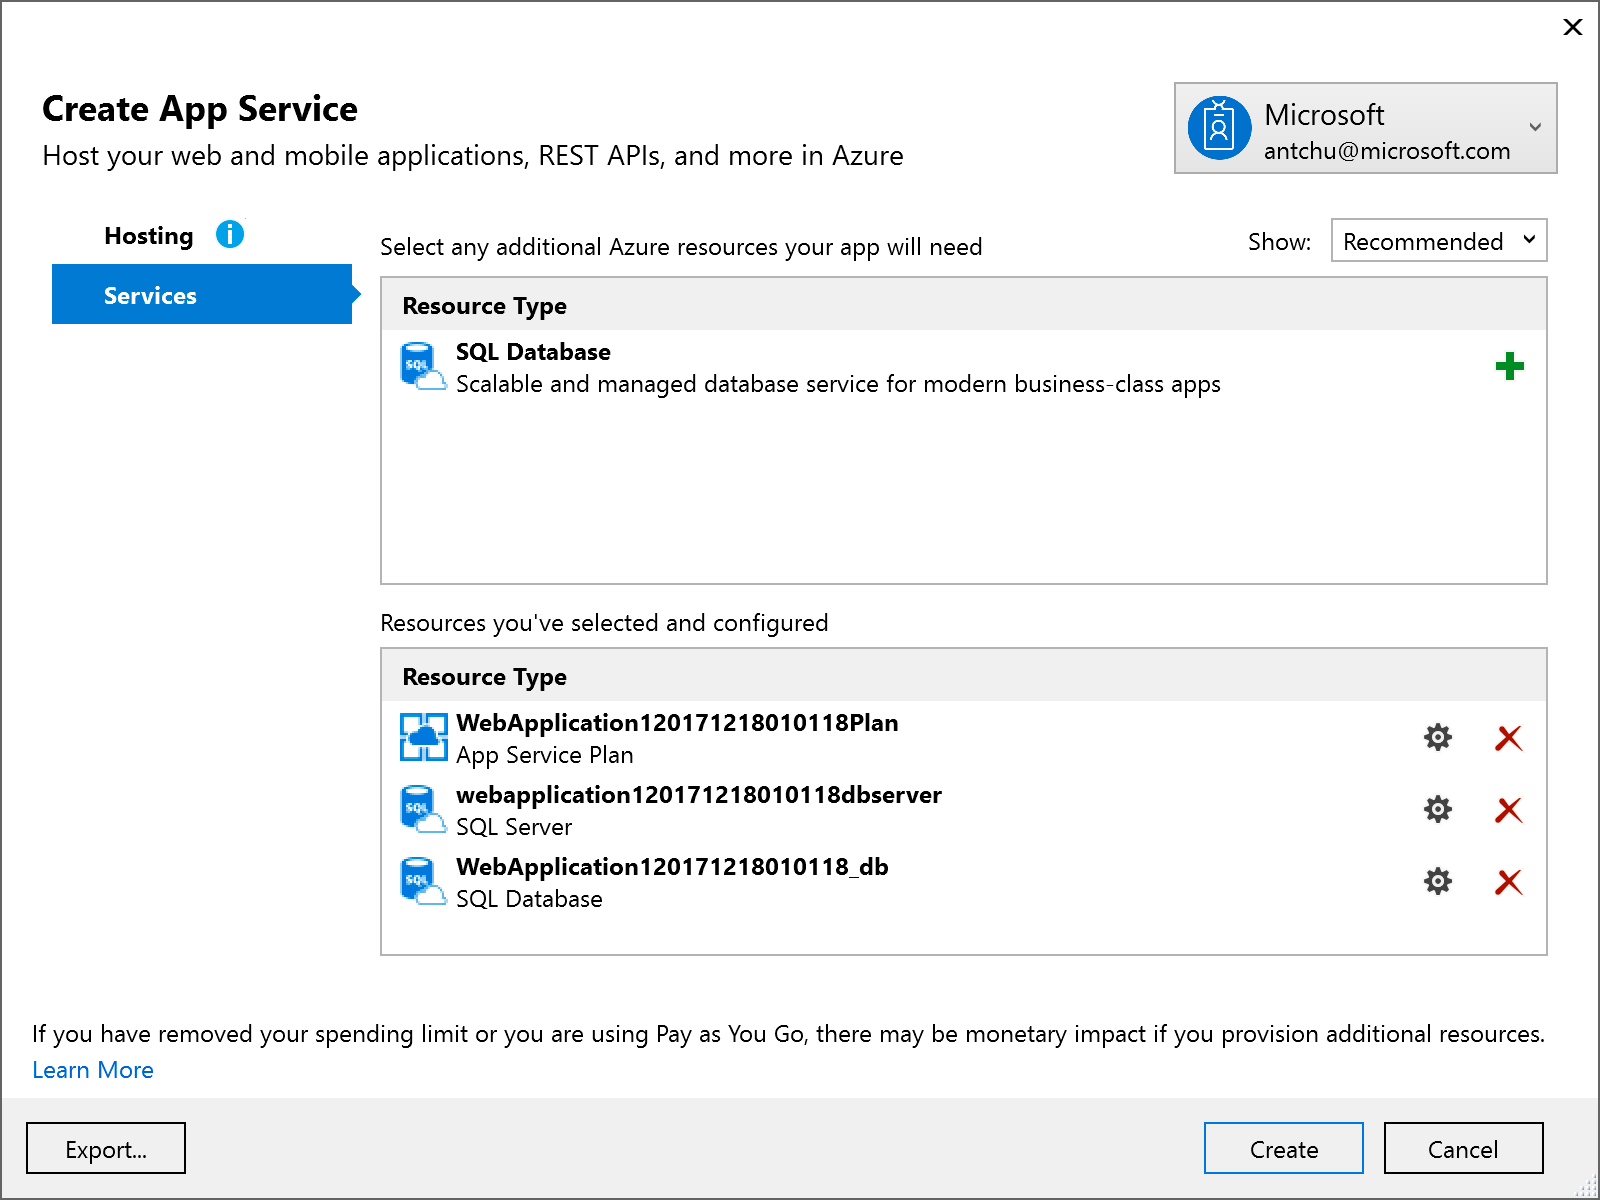 Create App Service
Host your web and mobile applications, REST APIs, and more in Azure
Microsoft
antchu@microsoft.com
Hosting
Services
Select any additional Azure resources your app will need
Show:
Recommended
Resource Type
SQL Database
Scalable and managed database service for modern business-class apps
Resources you've selected and configured
Resource Type
WebApplication120171218010118Plan
App Service Plan
webapplication120171218010118dbserver
SQL Server
WebApplication120171218010118_db
SQL Database
If you have removed your spending limit or you are using Pay as You Go, there may be monetary impact if you provision additional resources.
Learn More
Export...
Create
Cancel